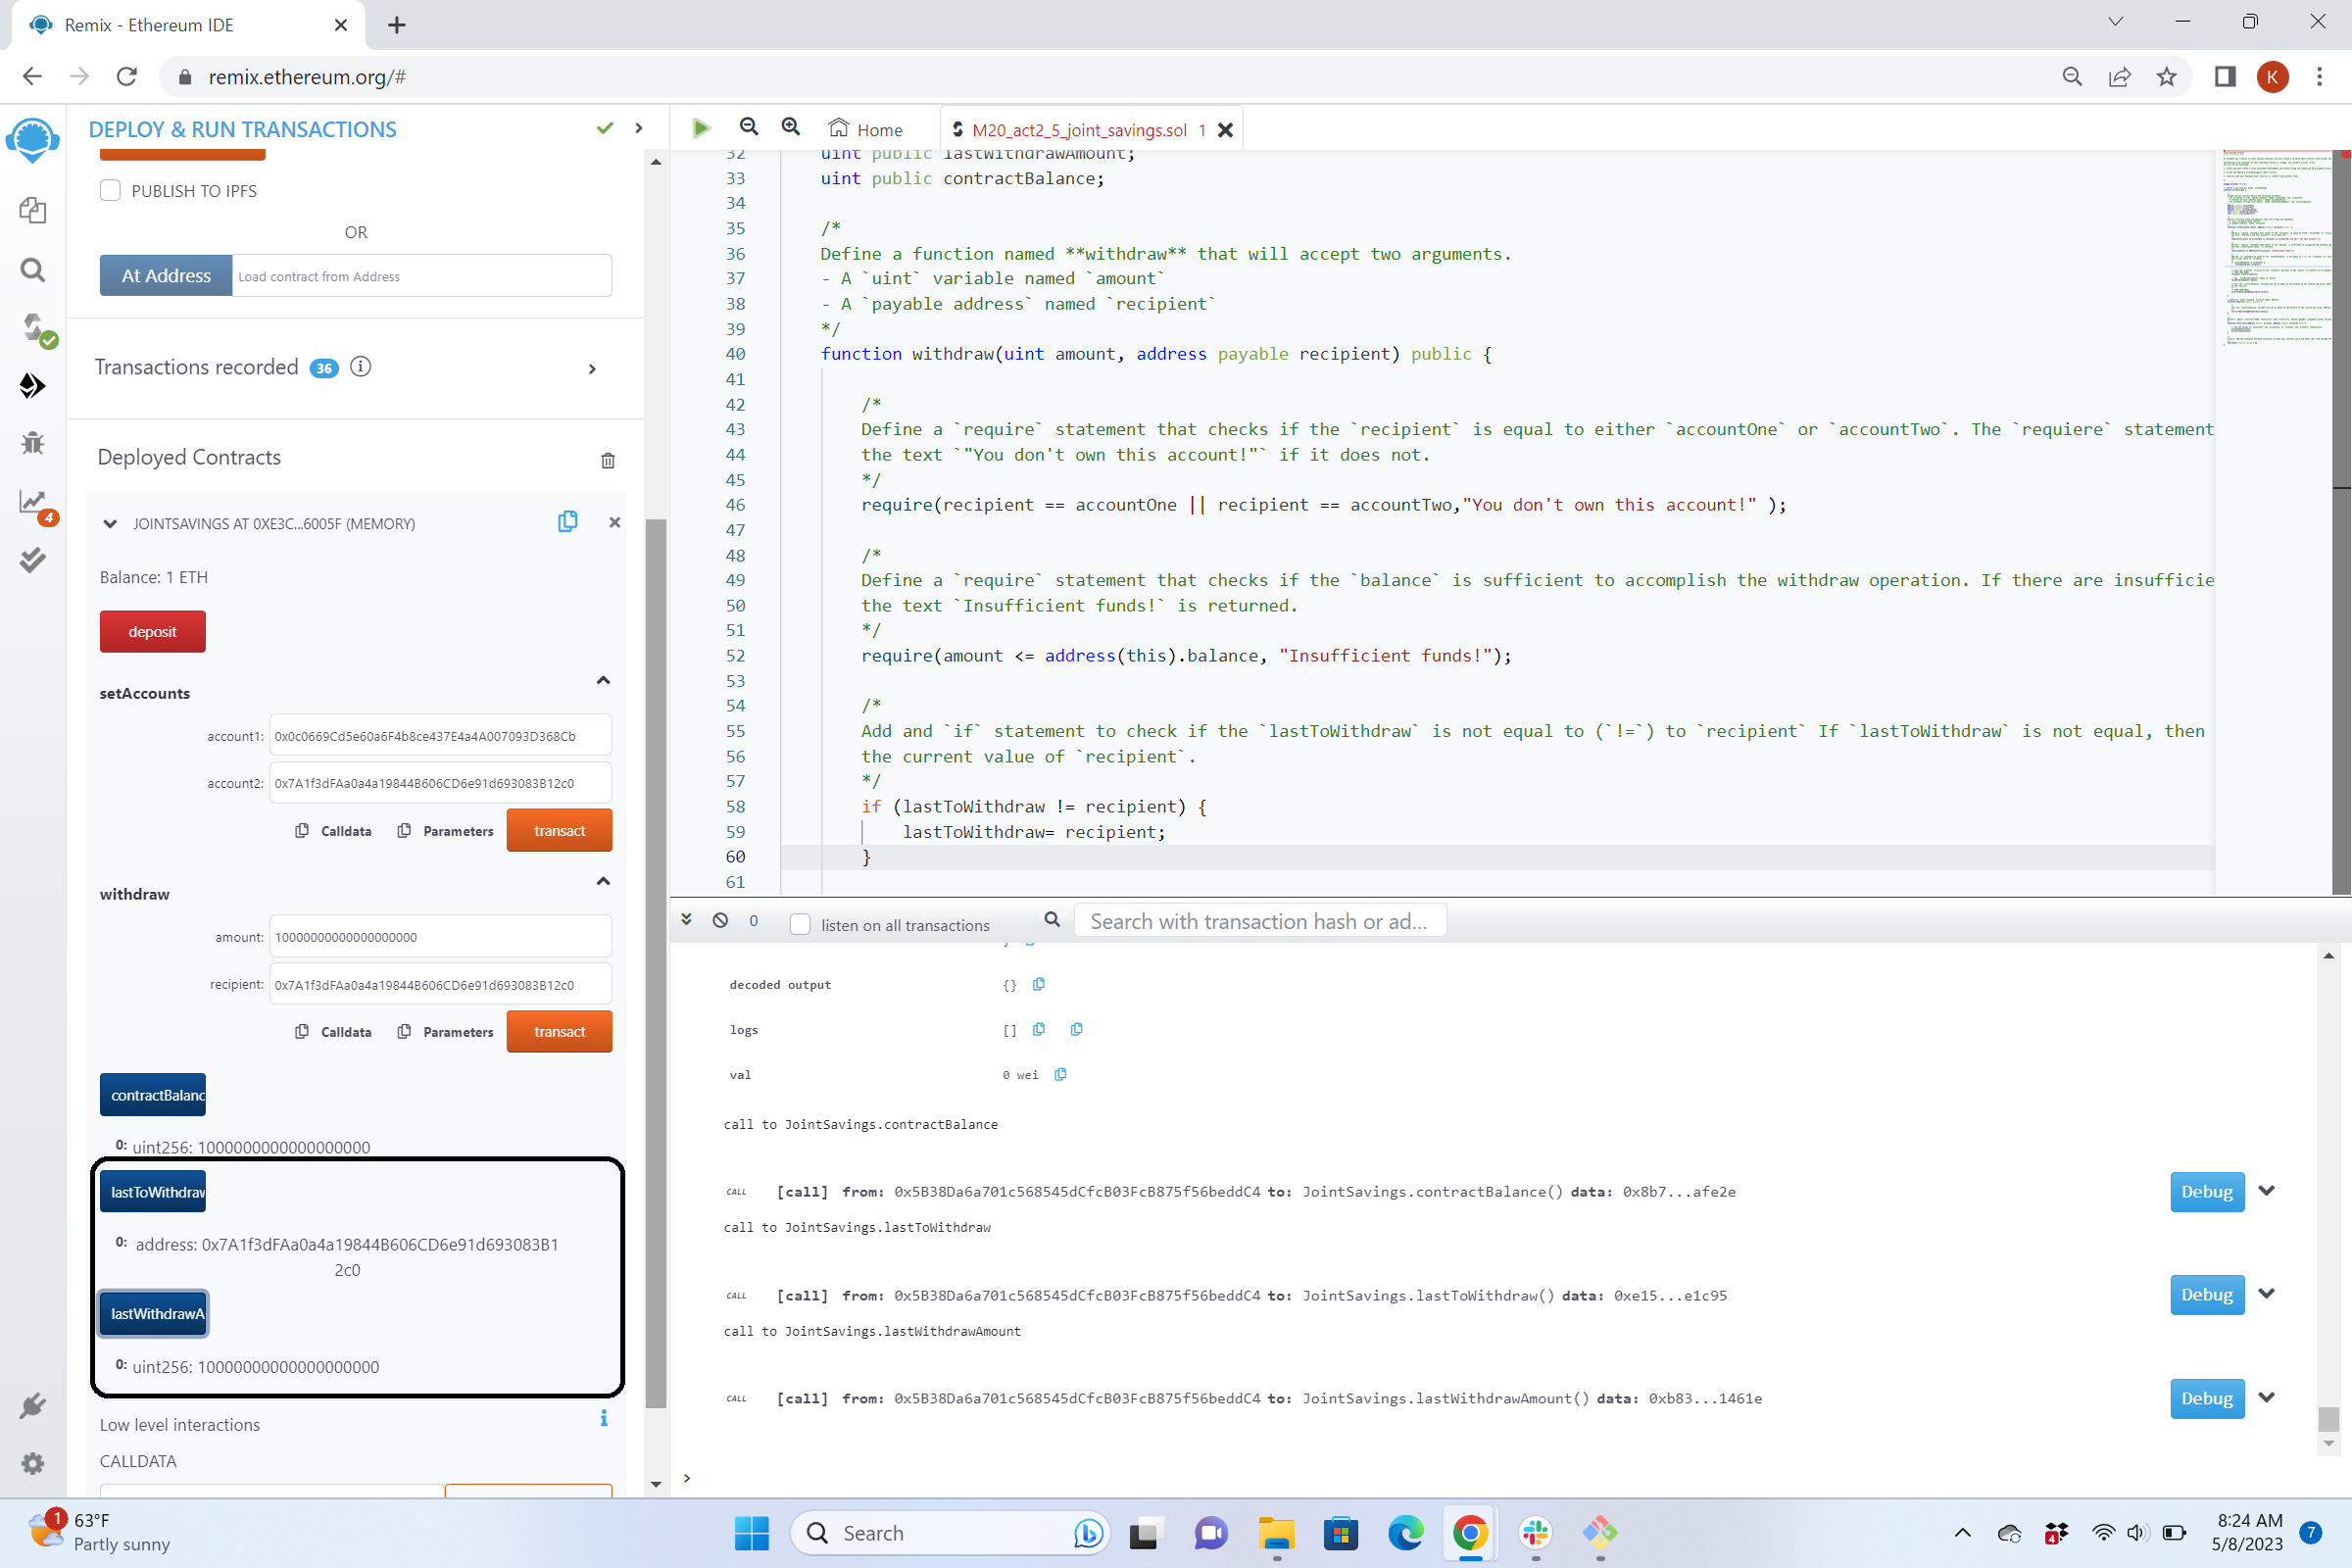 Remix - Ethereum IDE
remix.ethereum.org/#
K
DEPLOY & RUN TRANSACTIONS
PUBLISH TO IPFS
OR
At Address
Load contract from Address
Transactions recorded 36
Deployed Contracts
JOINTSAVINGS AT 0XE3C...6005F (MEMORY)
Balance: 1 ETH
deposit
setAccounts
account1: 0x0c0669Cd5e60a6F4b8ce437E4a4A007093D368Cb
account2: 0x7A1f3dFAa0a4a19844B606CD6e91d693083B12c0
Calldata Parameters transact
withdraw
amount: 10000000000000000000
recipient: 0x7A1f3dFAa0a4a19844B606CD6e91d693083B12c0
Calldata Parameters transact
contractBalanc
0: uint256: 1000000000000000000
lastToWithdraw
0: address: 0x7A1f3dFAa0a4a19844B606CD6e91d693083B1
2c0
lastWithdrawA
0: uint256: 10000000000000000000
Low level interactions
i
CALLDATA
4
Home
M20_act2_5_joint_savings.sol 1
32 uint public lastWithdrawAmount;
33 uint public contractBalance;
34
35 /*
36 Define a function named **withdraw** that will accept two arguments.
37 - A `uint` variable named `amount`
38 - A `payable address` named `recipient`
39 */
40 function withdraw(uint amount, address payable recipient) public {
41
42 /*
43 Define a `require` statement that checks if the `recipient` is equal to either `accountOne` or `accountTwo`. The `requiere` statement
44 the text `"You don't own this account!"` if it does not.
45 */
46 require(recipient == accountOne || recipient == accountTwo,"You don't own this account!" );
47
48 /*
49 Define a `require` statement that checks if the `balance` is sufficient to accomplish the withdraw operation. If there are insufficie
50 the text `Insufficient funds!` is returned.
51 */
52 require(amount <= address(this).balance, "Insufficient funds!");
53
54 /*
55 Add and `if` statement to check if the `lastToWithdraw` is not equal to (`!=`) to `recipient` If `lastToWithdraw` is not equal, then
56 the current value of `recipient`.
57 */
58 if (lastToWithdraw != recipient) {
59 lastToWithdraw= recipient;
60 }
61
0
listen on all transactions
Search with transaction hash or ad...
decoded output {}
logs []
val 0 wei
call to JointSavings.contractBalance
CALL [call] from: 0x5B38Da6a701c568545dCfcB03FcB875f56beddC4 to: JointSavings.contractBalance() data: 0x8b7...afe2e
Debug
call to JointSavings.lastToWithdraw
CALL [call] from: 0x5B38Da6a701c568545dCfcB03FcB875f56beddC4 to: JointSavings.lastToWithdraw() data: 0xe15...e1c95
Debug
call to JointSavings.lastWithdrawAmount
CALL [call] from: 0x5B38Da6a701c568545dCfcB03FcB875f56beddC4 to: JointSavings.lastWithdrawAmount() data: 0xb83...1461e
Debug
>
1
63°F
Partly sunny
Search
4
8:24 AM
5/8/2023
7